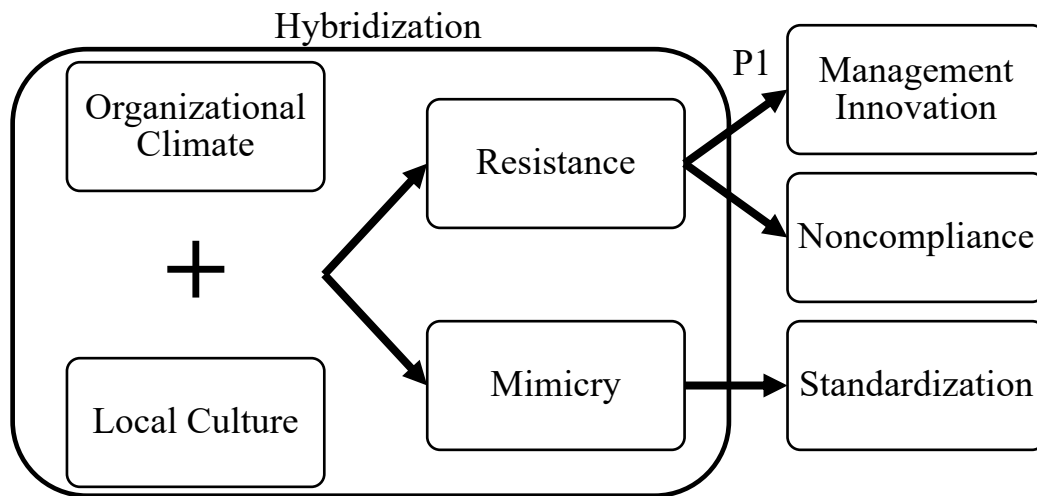 Hybridization
Organizational
Climate
+
Local Culture
Resistance
Mimicry
P1
Management
Innovation
Noncompliance
Standardization